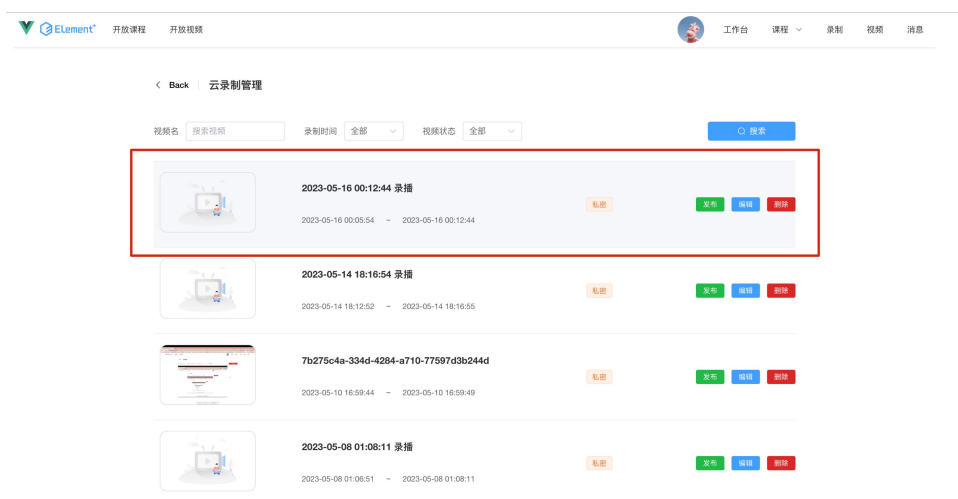 Element+ 开放课程 开放视频 工作台 课程 录制 视频 消息
Back 云录制管理
视频名 搜索视频 录制时间 全部 视频状态 全部 搜索
2023-05-16 00:12:44 录播
私密 发布 编辑 删除
2023-05-16 00:05:54 ~ 2023-05-16 00:12:44
2023-05-14 18:16:54 录播
私密 发布 编辑 删除
2023-05-14 18:12:52 ~ 2023-05-14 18:16:55
7b275c4a-334d-4284-a710-77597d3b244d
私密 发布 编辑 删除
2023-05-10 16:59:44 ~ 2023-05-10 16:59:49
2023-05-08 01:08:11 录播
私密 发布 编辑 删除
2023-05-08 01:06:51 ~ 2023-05-08 01:08:11